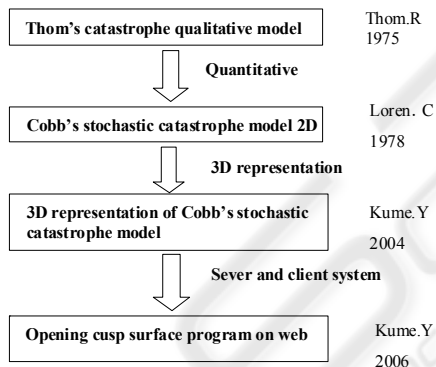 Thom's catastrophe qualitative model
Thom.R
1975
Quantitative
Cobb's stochastic catastrophe model 2D
Loren. C
1978
3D representation
3D representation of Cobb's stochastic
catastrophe model
Kume.Y
2004
Sever and client system
Opening cusp surface program on web
Kume.Y
2006